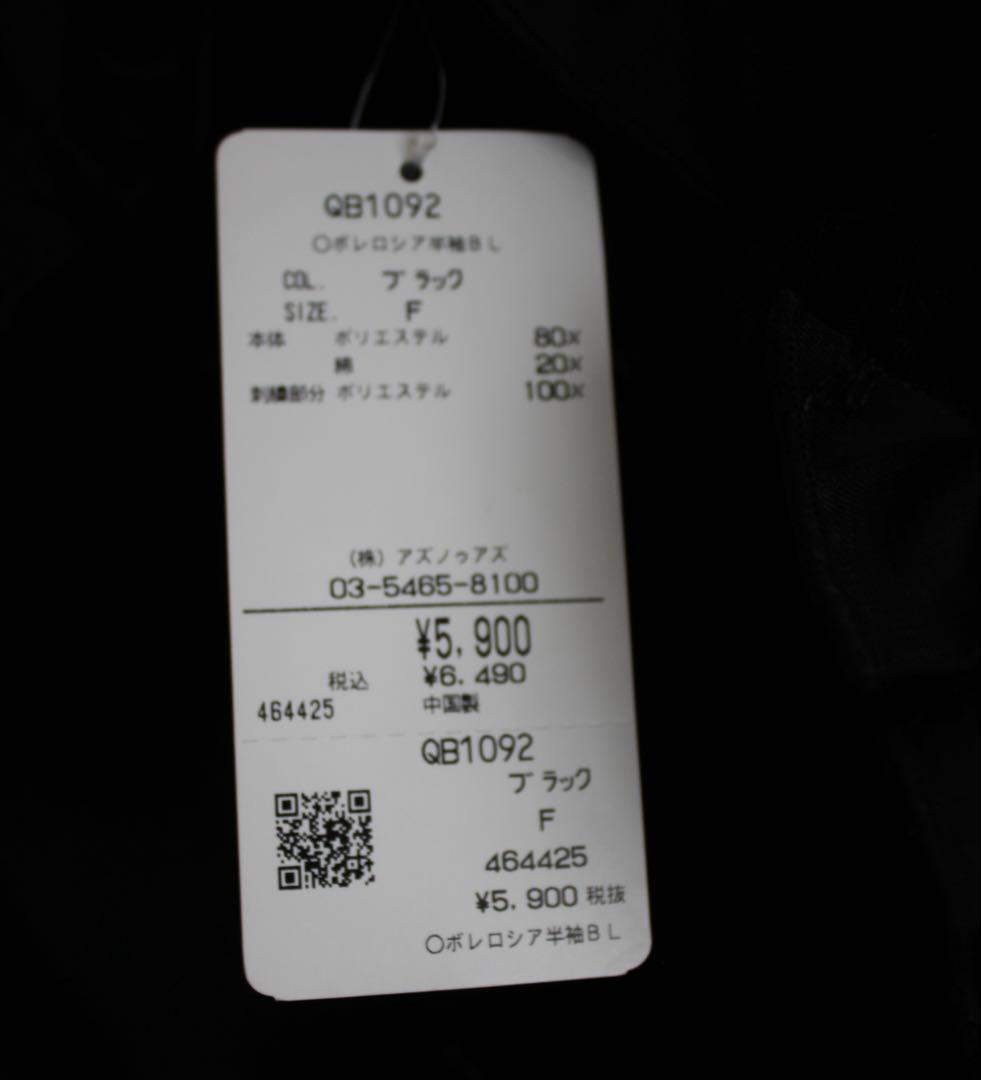 QB1092
〇ボレロシア半袖BL
COL. ブラック
SIZE. F
本体 ポリエステル 80%
綿 20%
刺繍部分 ポリエステル 100%
(株) アズノゥアズ
03-5465-8100
¥5,900
税込 ¥6,490
464425 中国製
QB1092
ブラック
F
464425
¥5,900 税抜
〇ボレロシア半袖BL